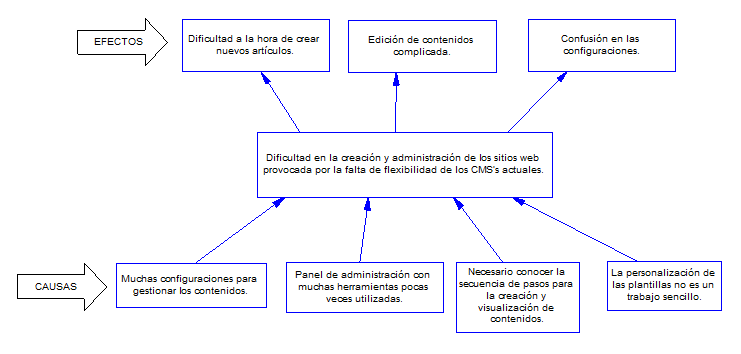 EFECTOS
Dificultad a la hora de crear
nuevos artículos.
Edición de contenidos
complicada.
Confusión en las
configuraciones.
Dificultad en la creación y administración de los sitios web
provocada por la falta de flexibilidad de los CMS's actuales.
CAUSAS
Muchas configuraciones para
gestionar los contenidos.
Panel de administración con
muchas herramientas pocas
veces utilizadas.
Necesario conocer la
secuencia de pasos para
la creación y
visualización de
contenidos.
La personalización de
las plantillas no es un
trabajo sencillo.